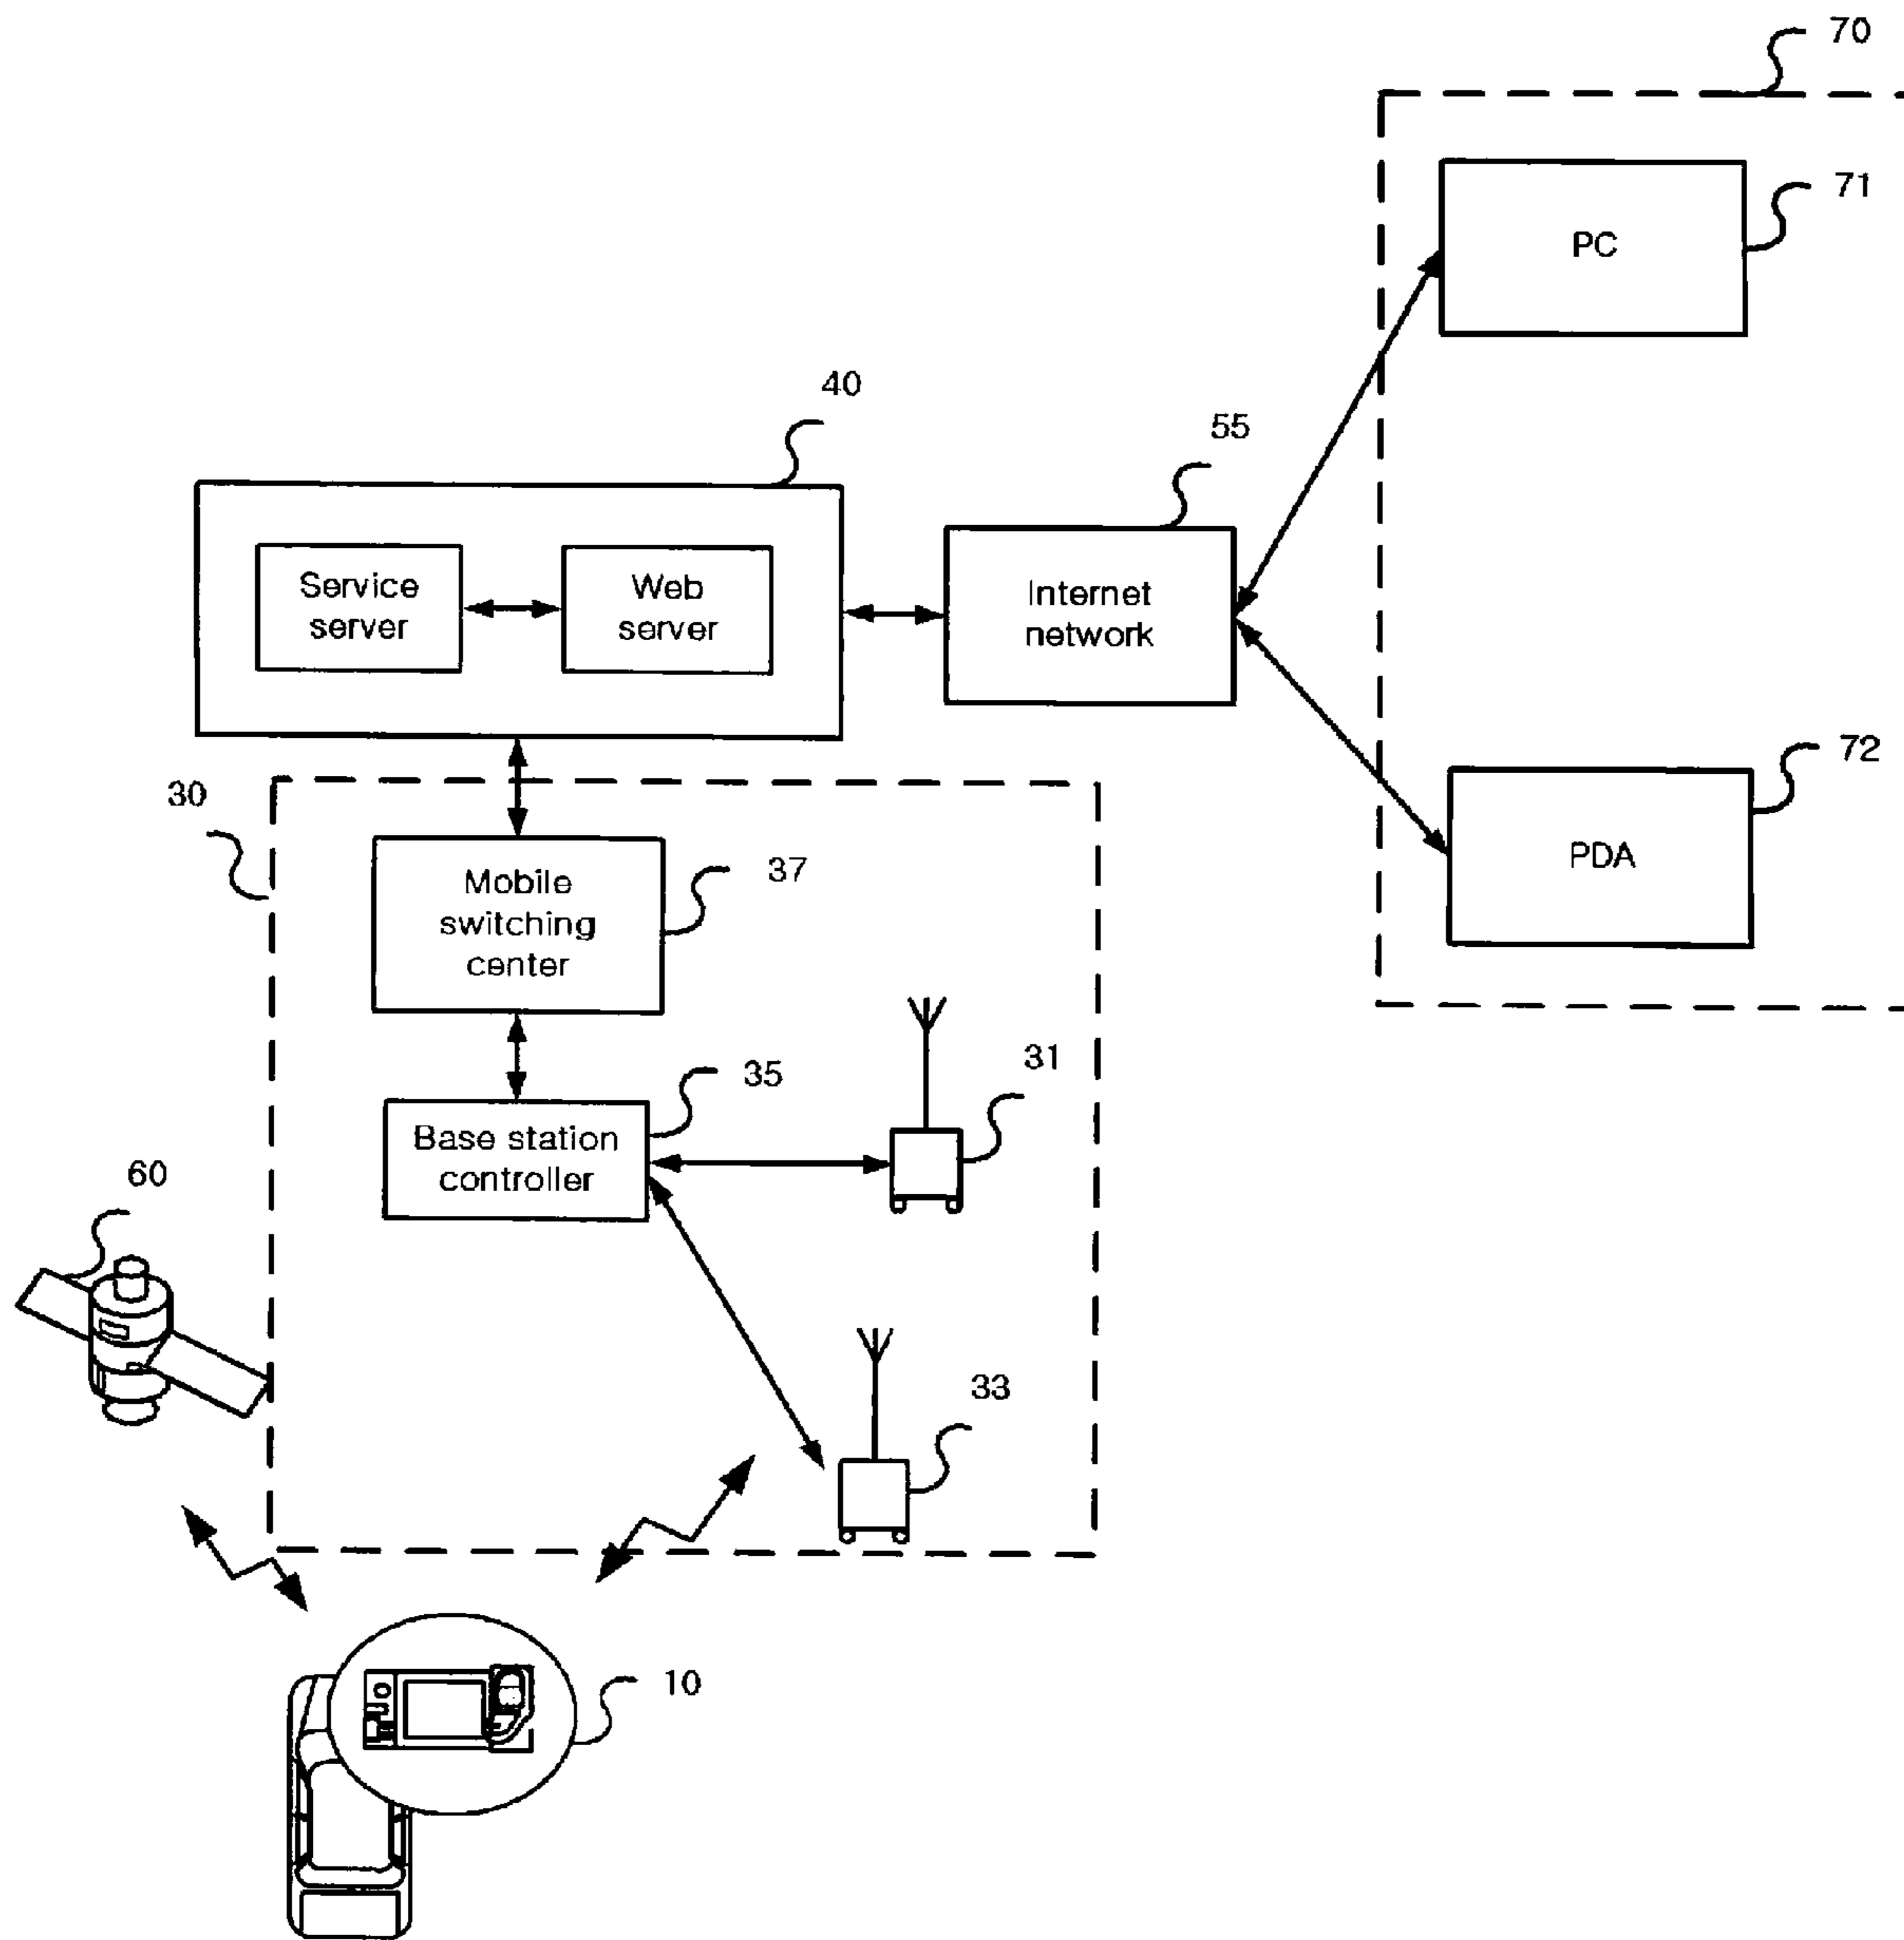 70
71
PC
40
55
Service
server
Web
server
Internet
network
72
PDA
30
37
Mobile
switching
center
31
35
Base station
controller
60
33
10